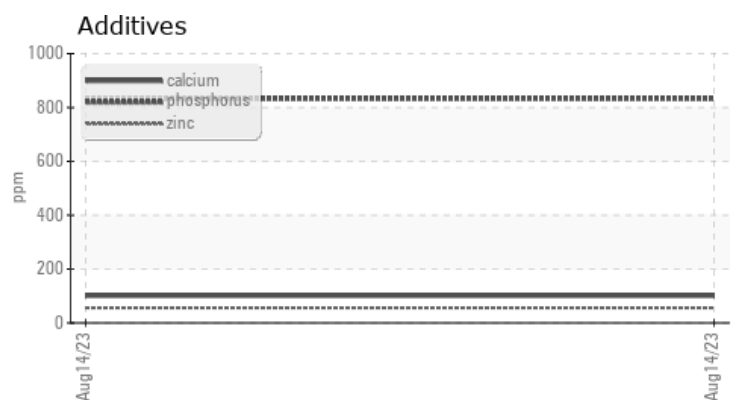 Additives
1000
800
600
400
200
0
ppm
calcium
phosphorus
zinc
Aug14/23
Aug14/23